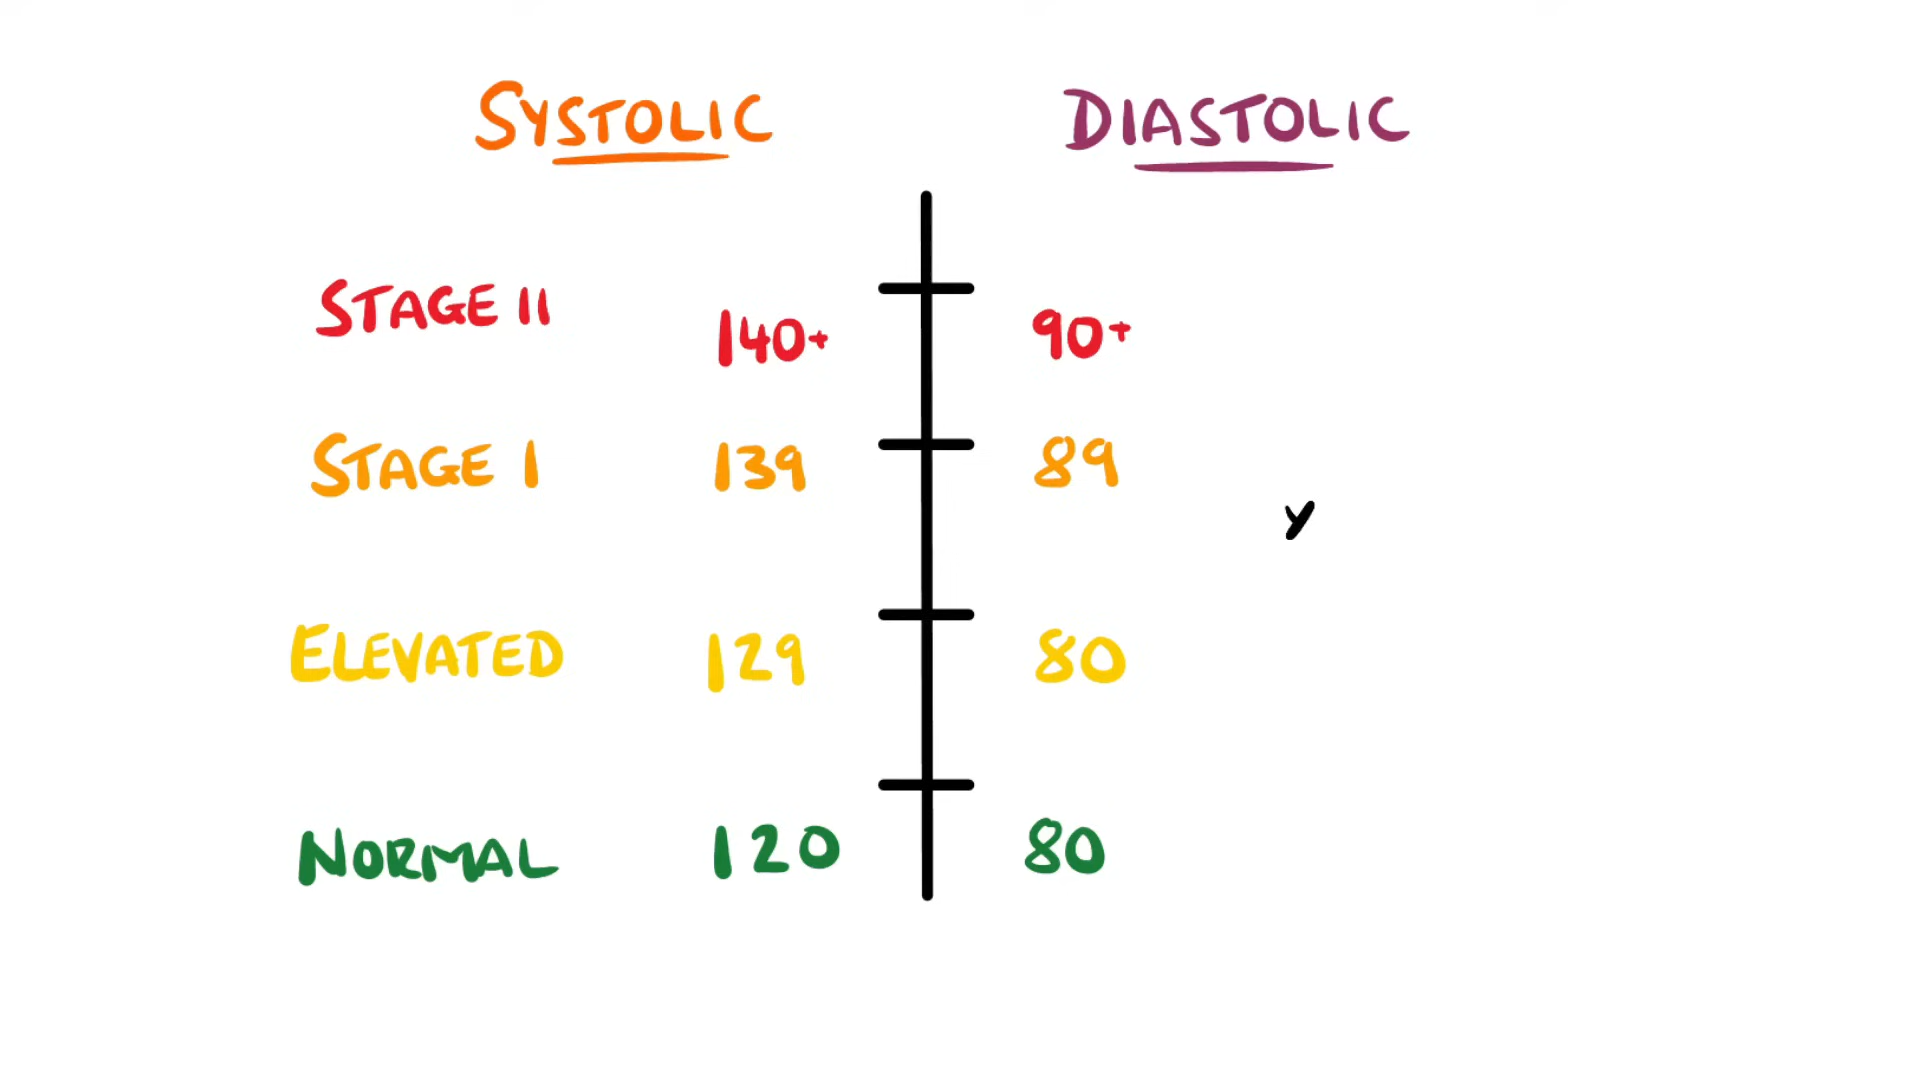 SYSTOLIC DIASTOLIC
STAGE II 140+ 90+
STAGE I 139 89
Y
ELEVATED 129 80
NORMAL 120 80